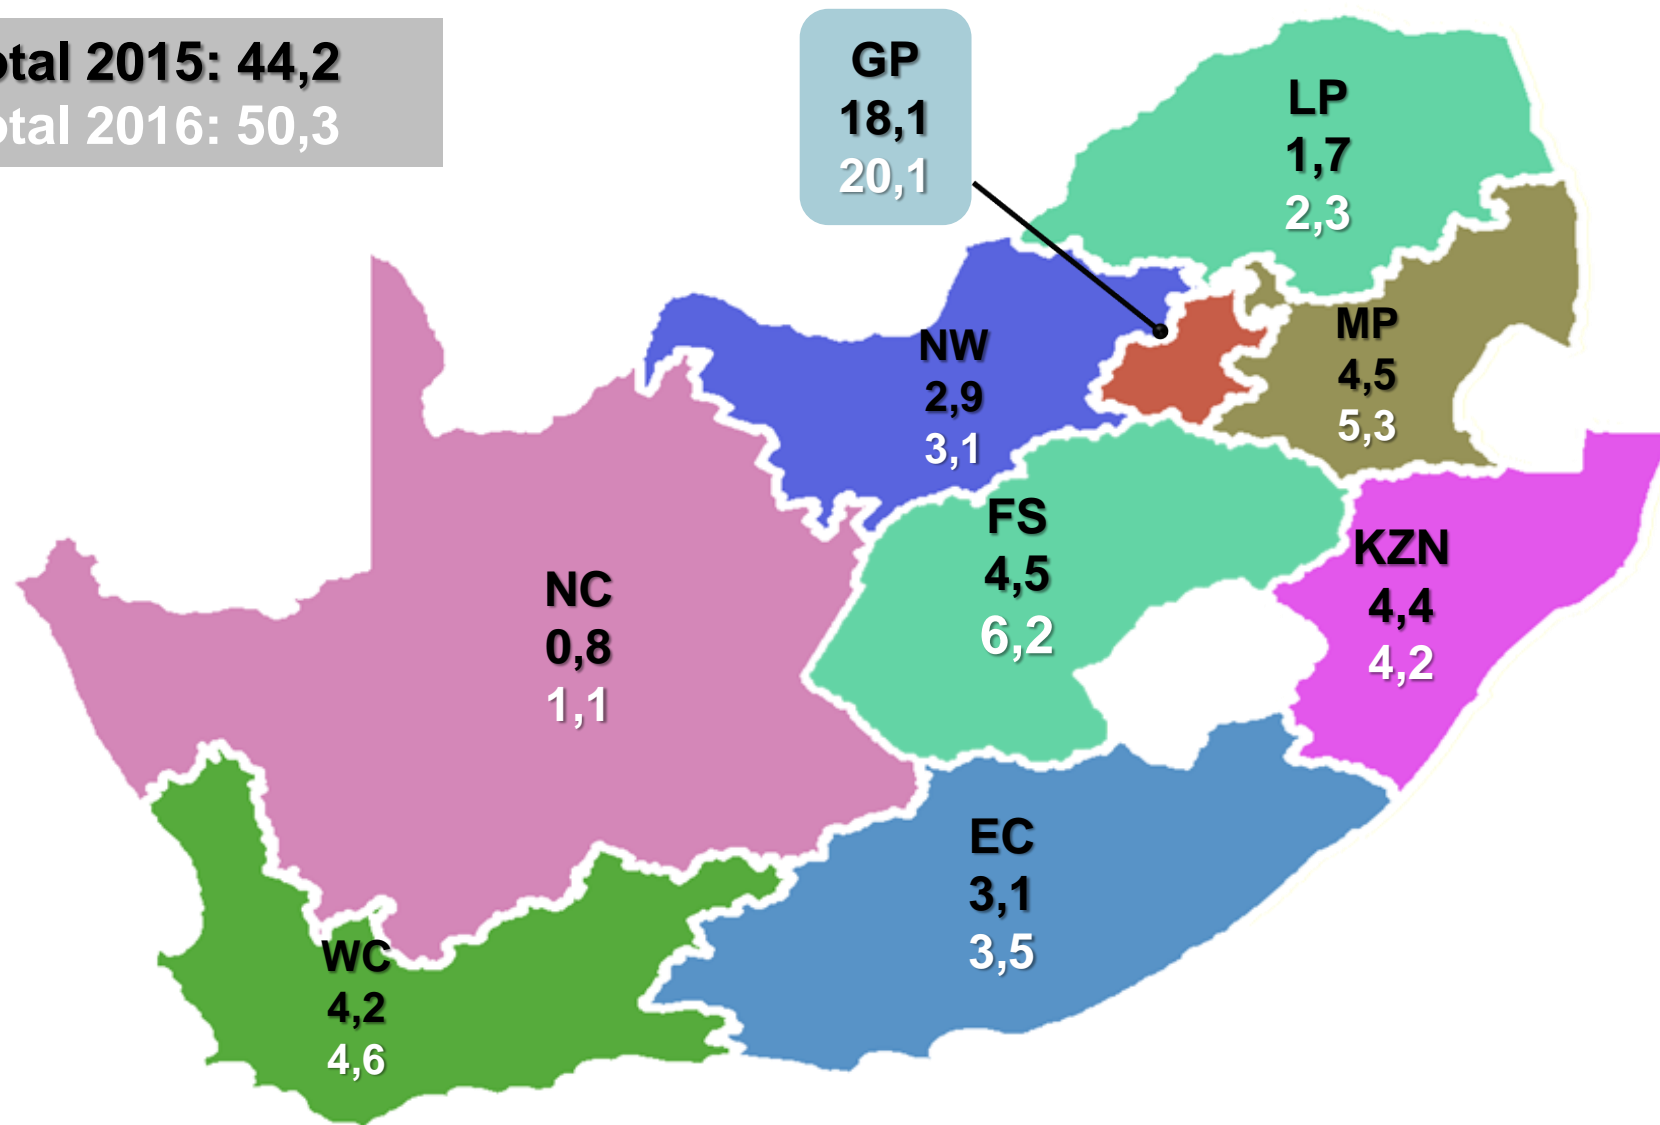 otal 2015: 44,2
otal 2016: 50,3
GP
18,1
20,1
LP
1,7
2,3
NW
2,9
3,1
MP
4,5
5,3
FS
4,5
6,2
KZN
4,4
4,2
NC
0,8
1,1
EC
3,1
3,5
WC
4,2
4,6